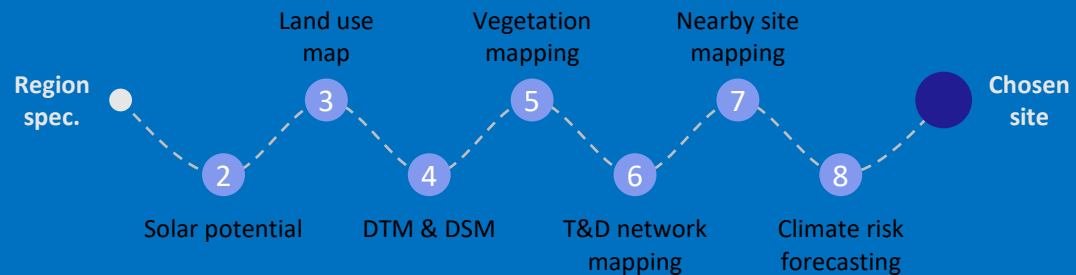 Region
spec.
2
Solar potential
Land use
map
3
4
DTM & DSM
Vegetation
mapping
5
6
T&D network
mapping
Nearby site
mapping
7
8
Climate risk
forecasting
Chosen
site